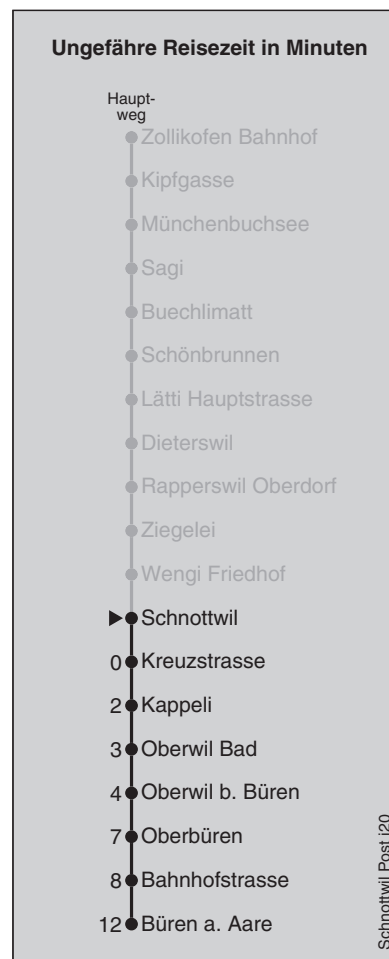 Ungefähre Reisezeit in Minuten
Haupt-
weg
Zollikofen Bahnhof
Kipfgasse
Münchenbuchsee
Sagi
Buechlimatt
Schönbrunnen
Lätti Hauptstrasse
Dieterswil
Rapperswil Oberdorf
Ziegelei
Wengi Friedhof
Schnottwil
0 Kreuzstrasse
2 Kappeli
3 Oberwil Bad
4 Oberwil b. Büren
7 Oberbüren
8 Bahnhofstrasse
12 Büren a. Aare
Schnottwil Post j20